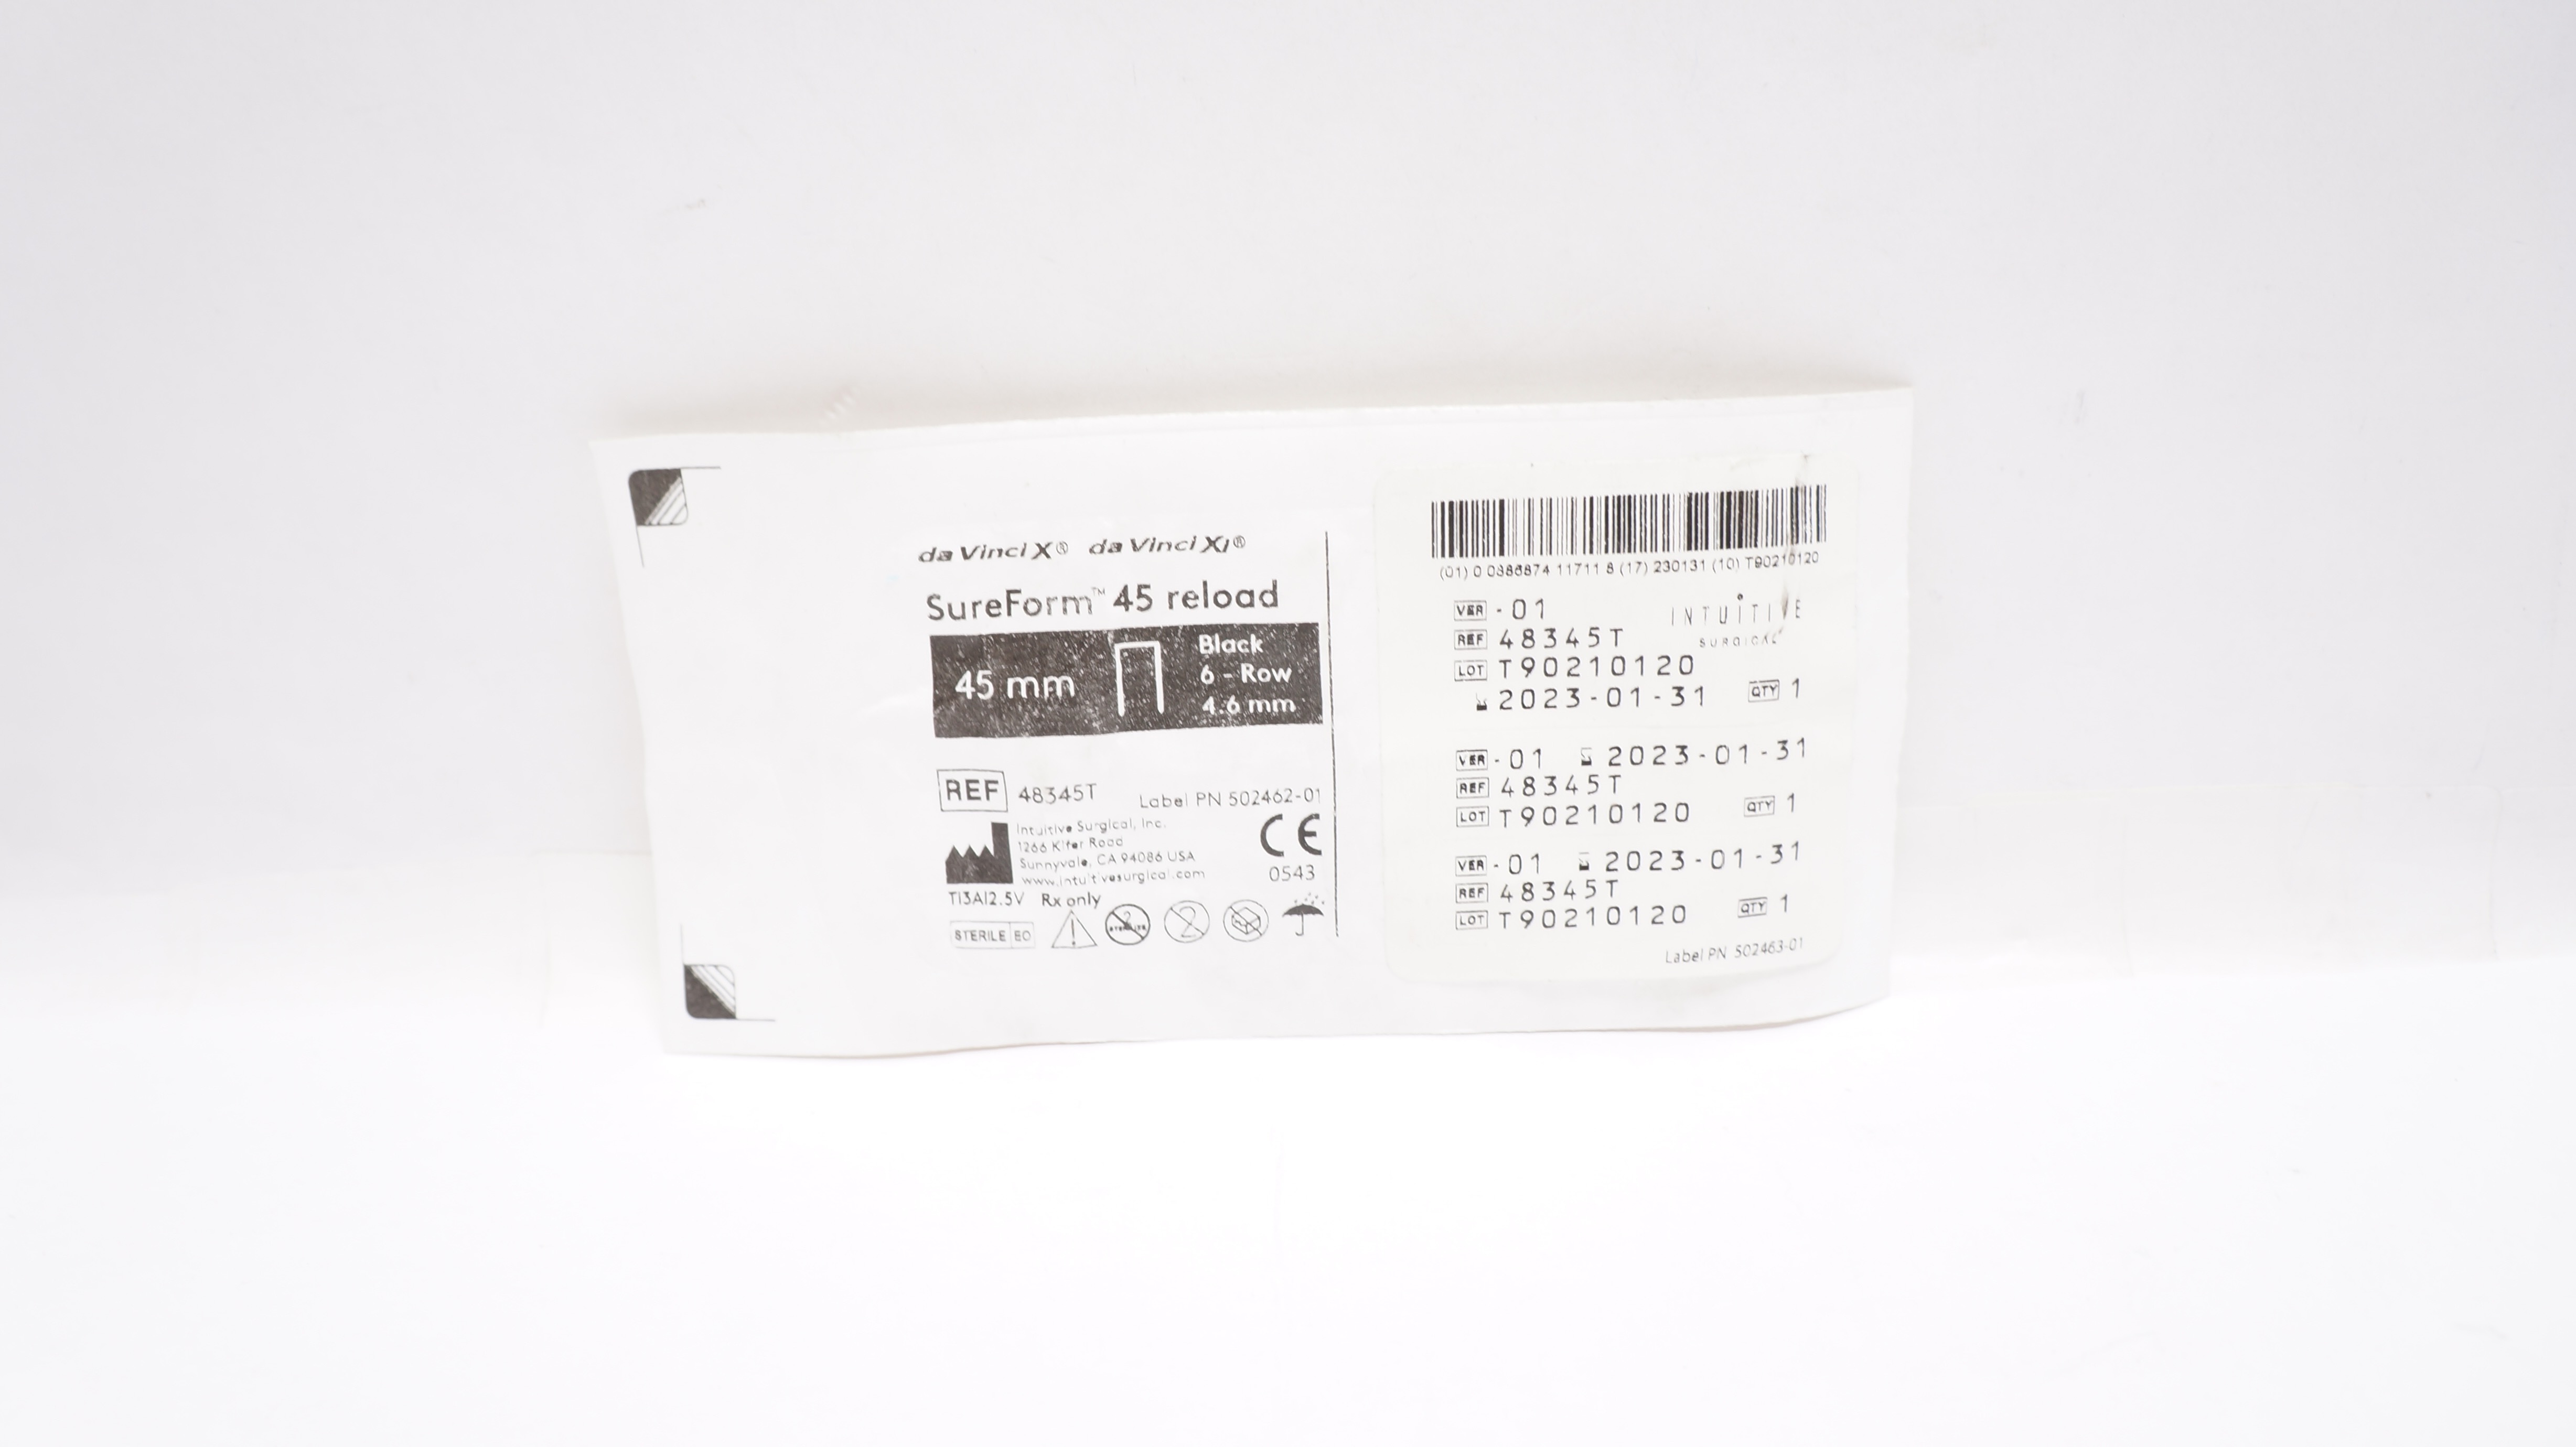 da Vinci X® da Vinci Xi®
SureForm™ 45 reload
45 mm
Black
6 - Row
4.6 mm
REF 48345T Label PN 502462-01
Intuitive Surgical, Inc.
1266 Kifer Road
Sunnyvale, CA 94086 USA
www.intuitivesurgical.com
CE
0543
TI3Al2.5V Rx only
STERILE EO
(01) 0 0886874 11711 8 (17) 230131 (10) T90210120
VER -01
INTUITIVE
SURGICAL
REF 48345T
LOT T90210120
2023-01-31 QTY 1
VER -01 2023-01-31
REF 48345T
LOT T90210120 QTY 1
VER -01 2023-01-31
REF 48345T
LOT T90210120 QTY 1
Label PN 502463-01